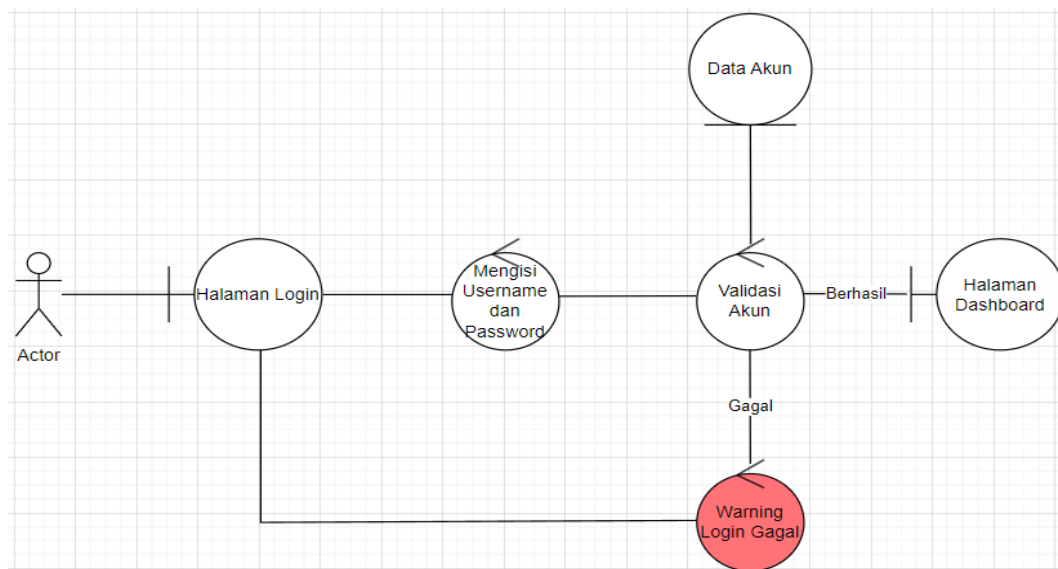 Data Akun
Actor
Halaman Login
Mengisi
Username
dan
Password
Validasi
Akun
Berhasil
Halaman
Dashboard
Gagal
Warning
Login Gagal